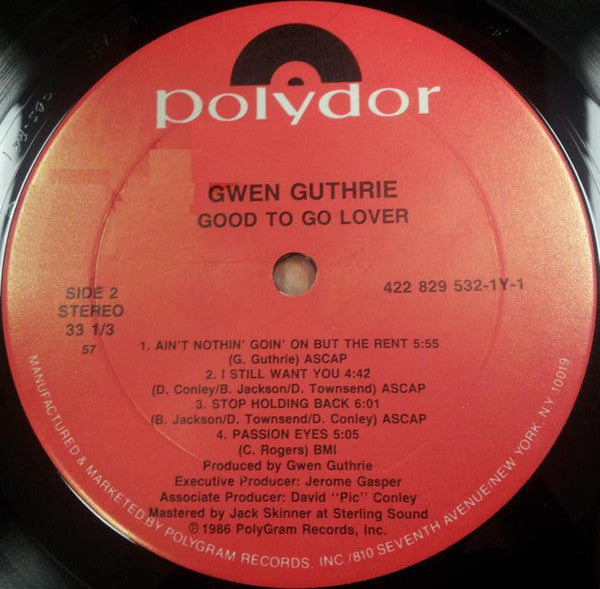 polydor
GWEN GUTHRIE
GOOD TO GO LOVER
SIDE 2
STEREO
33 1/3
57
422 829 532-1Y-1
1. AIN'T NOTHIN' GOIN' ON BUT THE RENT 5:55
(G. Guthrie) ASCAP
2. I STILL WANT YOU 4:42
(D. Conley/B. Jackson/D. Townsend) ASCAP
3. STOP HOLDING BACK 6:01
(B. Jackson/D. Townsend/D. Conley) ASCAP
4. PASSION EYES 5:05
(C. Rogers) BMI
Produced by Gwen Guthrie
Executive Producer: Jerome Gasper
Associate Producer: David "Pic" Conley
Mastered by Jack Skinner at Sterling Sound
℗1986 PolyGram Records, Inc.
MANUFACTURED & MARKETED BY POLYGRAM RECORDS, INC./810 SEVENTH AVENUE/NEW YORK, N.Y. 10019